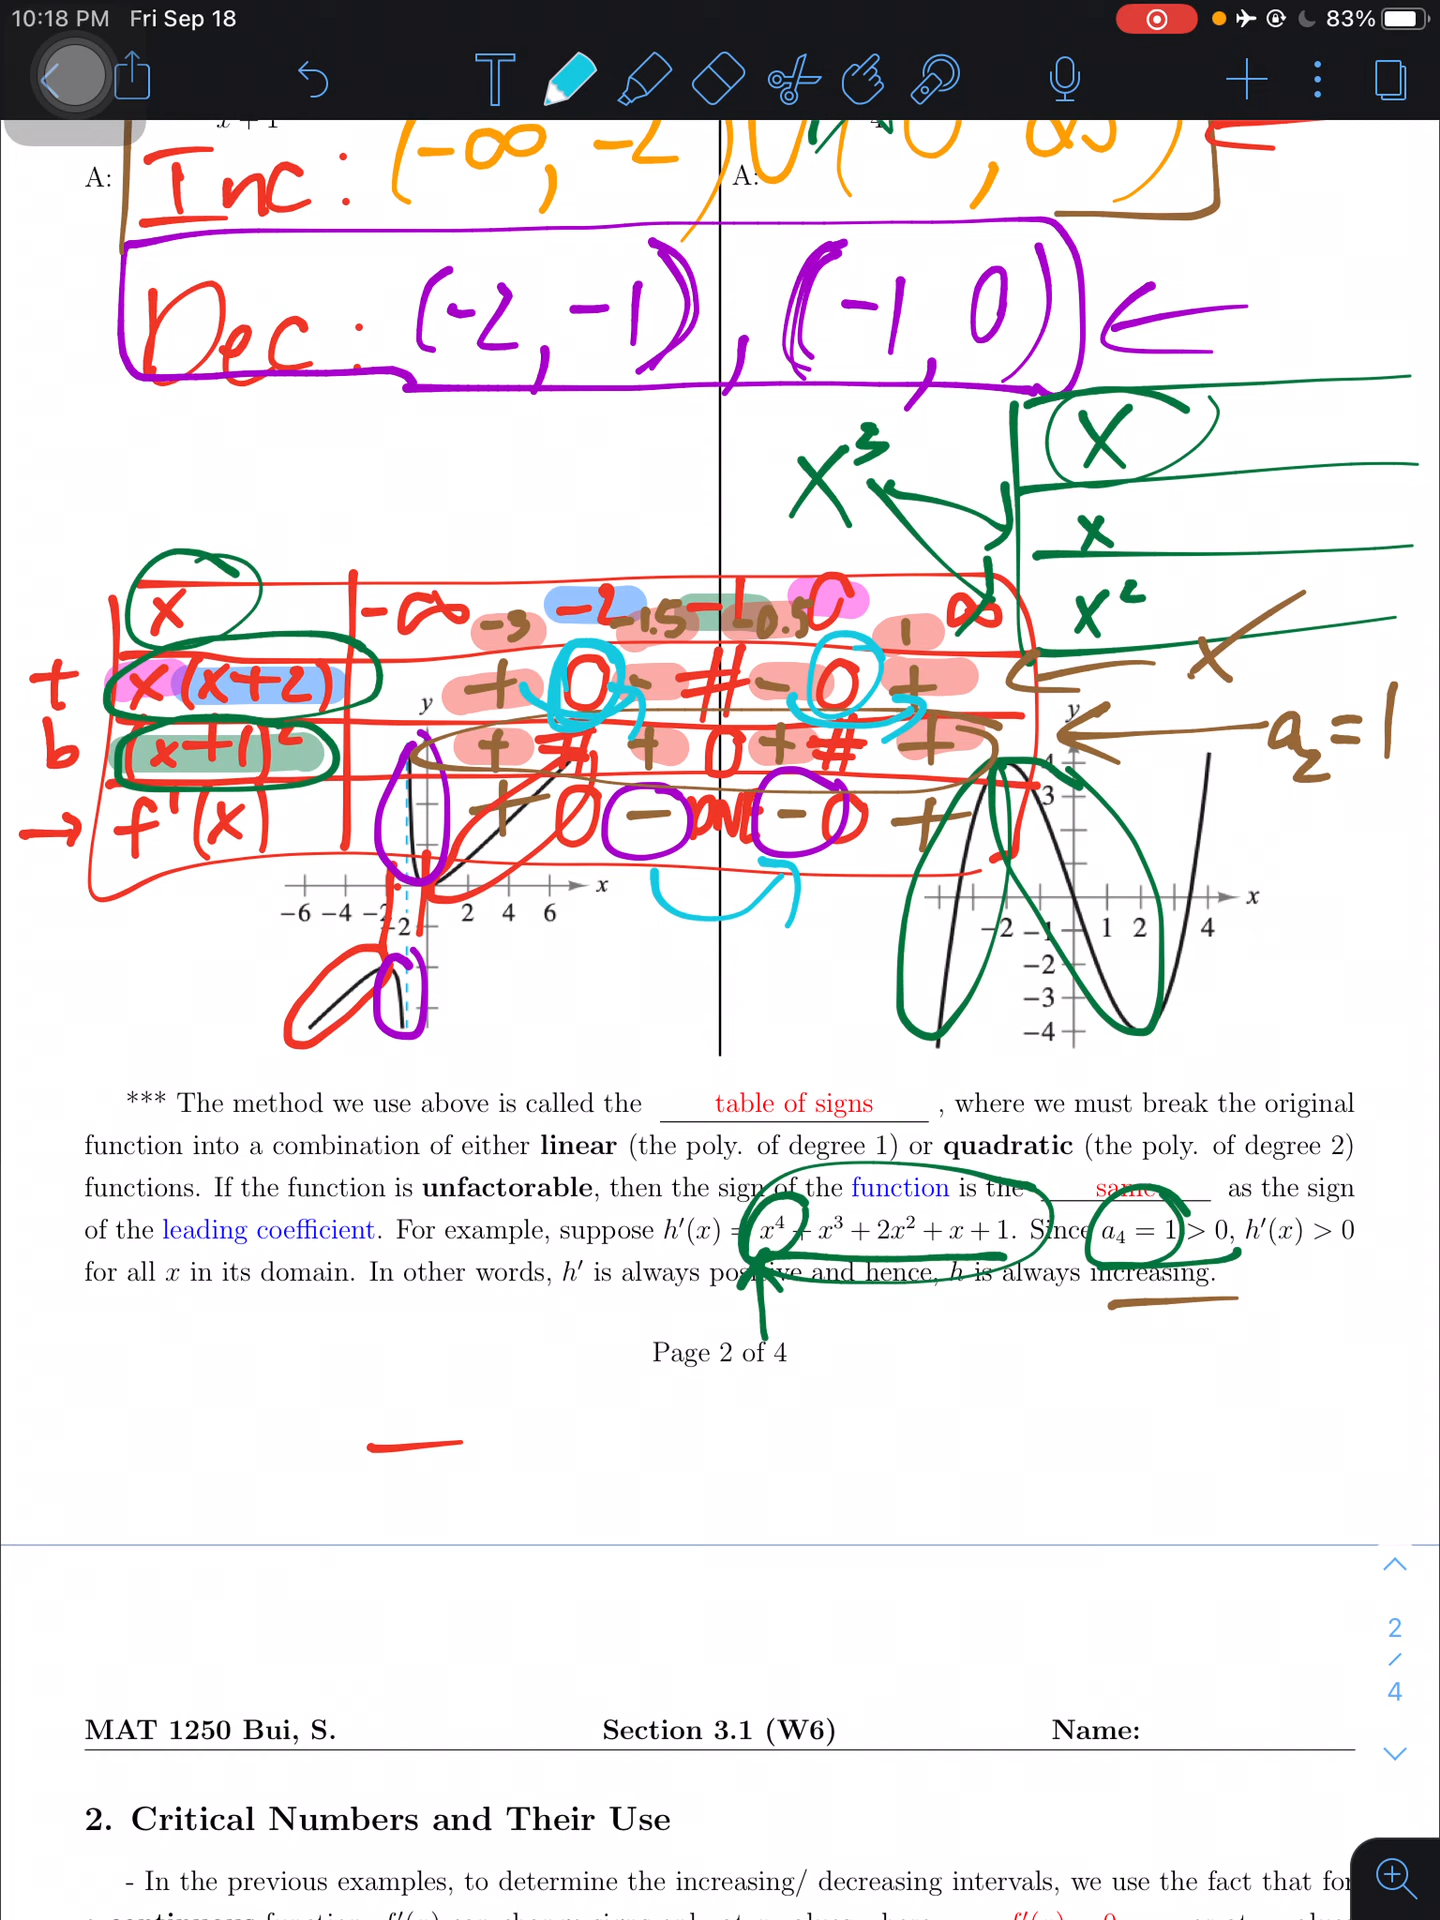 10:18 PM Fri Sep 18 83%
A: Inc: (-∞, -2) ∪ (0, ∞)
A:
Dec: (-2, -1), (-1, 0)
x³ x
x
x²
x -∞ -3 -2 -1.5 -1 -0.5 0 1 ∞
t x(x+2) + 0 - # - 0 + x
b (x+1)² + # + 0 + # + a₂ = 1
→ f'(x) + 0 - DNE - 0 +
y y
4
3
x x
-6 -4 -2 2 4 6 -2 -1 1 2 4
-2
-2
-3
-4
*** The method we use above is called the table of signs , where we must break the original
function into a combination of either linear (the poly. of degree 1) or quadratic (the poly. of degree 2)
functions. If the function is unfactorable, then the sign of the function is the same as the sign
of the leading coefficient. For example, suppose h′(x) = x⁴ + x³ + 2x² + x + 1. Since a₄ = 1 > 0, h′(x) > 0
for all x in its domain. In other words, h′ is always positive and hence, h is always increasing.
Page 2 of 4
2
/
4
MAT 1250 Bui, S. Section 3.1 (W6) Name:
2. Critical Numbers and Their Use
- In the previous examples, to determine the increasing/ decreasing intervals, we use the fact that for